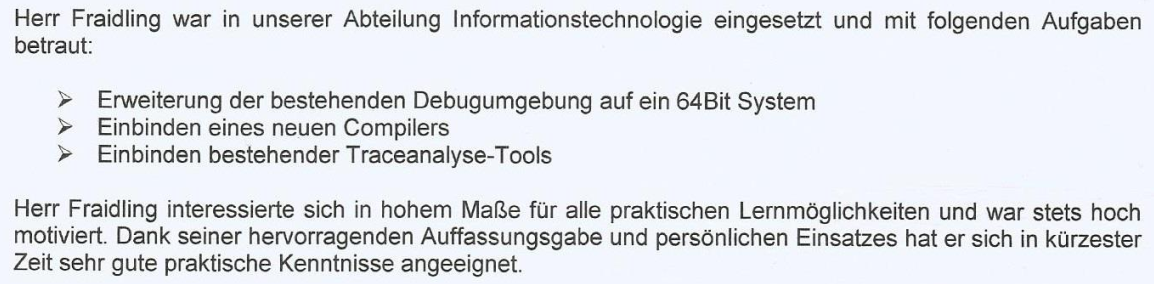 Herr Fraidling war in unserer Abteilung Informationstechnologie eingesetzt und mit folgenden Aufgaben
betraut:
➢ Erweiterung der bestehenden Debugumgebung auf ein 64Bit System
➢ Einbinden eines neuen Compilers
➢ Einbinden bestehender Traceanalyse-Tools
Herr Fraidling interessierte sich in hohem Maße für alle praktischen Lernmöglichkeiten und war stets hoch
motiviert. Dank seiner hervorragenden Auffassungsgabe und persönlichen Einsatzes hat er sich in kürzester
Zeit sehr gute praktische Kenntnisse angeeignet.